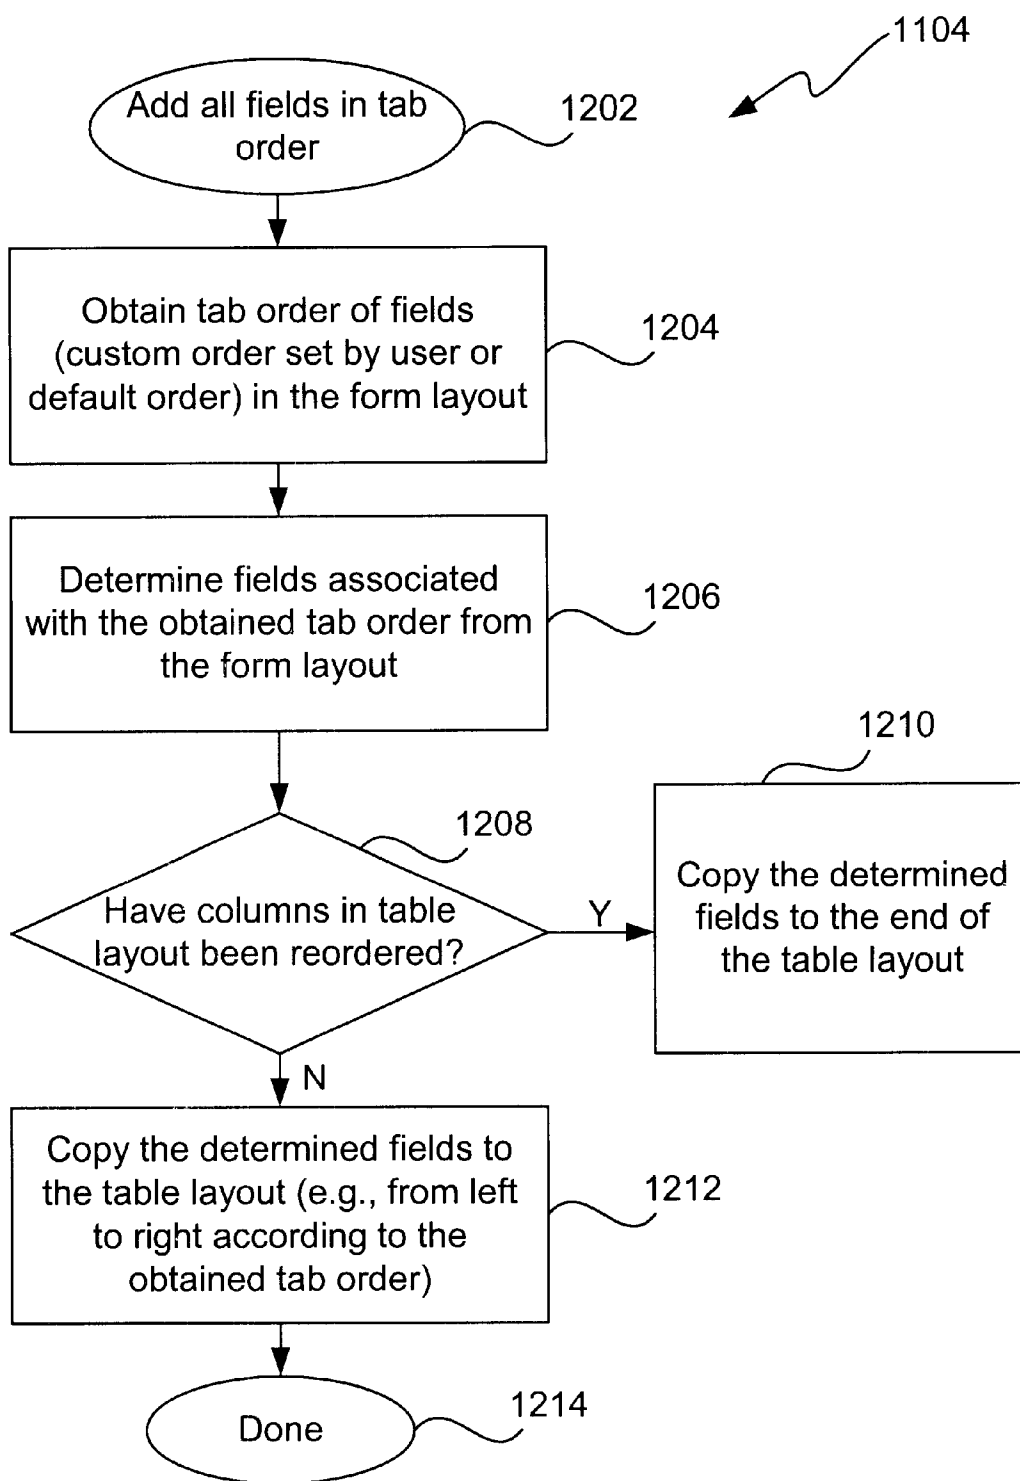 1104
Add all fields in tab
order
1202
Obtain tab order of fields
(custom order set by user or
default order) in the form layout
1204
Determine fields associated
with the obtained tab order from
the form layout
1206
1210
1208
Have columns in table
layout been reordered?
Y
Copy the determined
fields to the end of
the table layout
N
Copy the determined fields to
the table layout (e.g., from left
to right according to the
obtained tab order)
1212
Done
1214